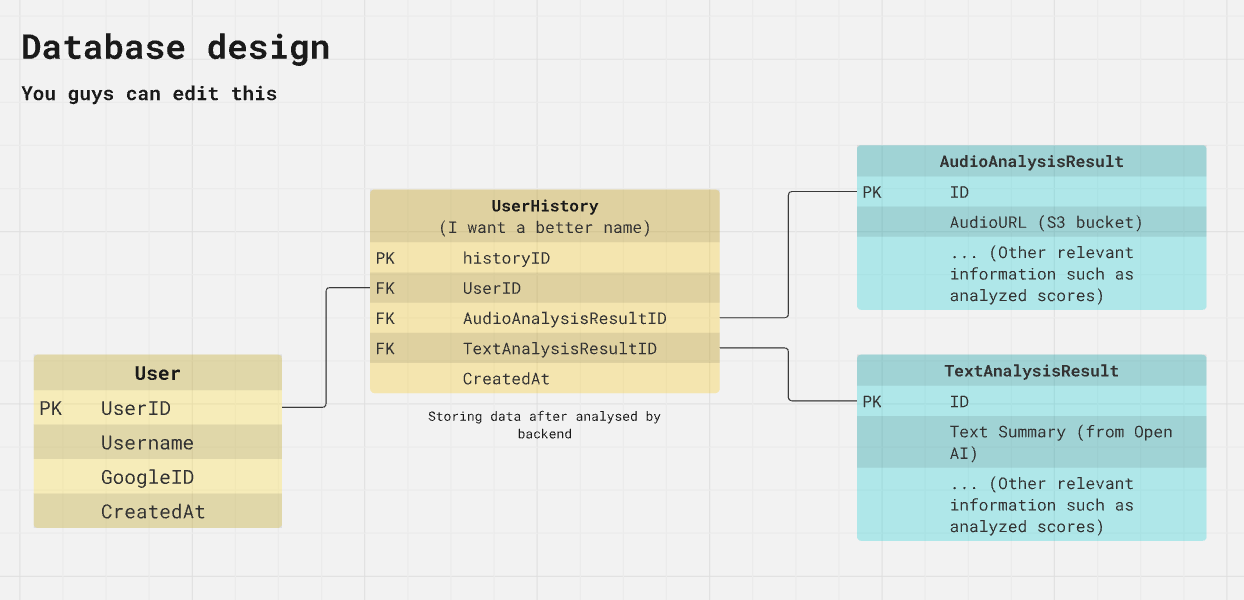 Database design
You guys can edit this
User
PK UserID
Username
GoogleID
CreatedAt
UserHistory
(I want a better name)
PK historyID
FK UserID
FK AudioAnalysisResultID
FK TextAnalysisResultID
CreatedAt
Storing data after analysed by
backend
AudioAnalysisResult
PK ID
AudioURL (S3 bucket)
... (Other relevant
information such as
analyzed scores)
TextAnalysisResult
PK ID
Text Summary (from Open
AI)
... (Other relevant
information such as
analyzed scores)